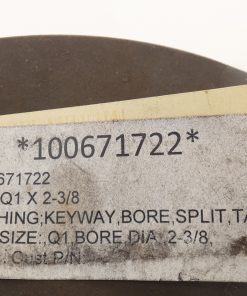 *100671722*
671722
Q1 X 2-3/8
HING;KEYWAY,BORE,SPLIT,TA
SIZE:,Q1,BORE,DIA:,2-3/8,
Cust P/N